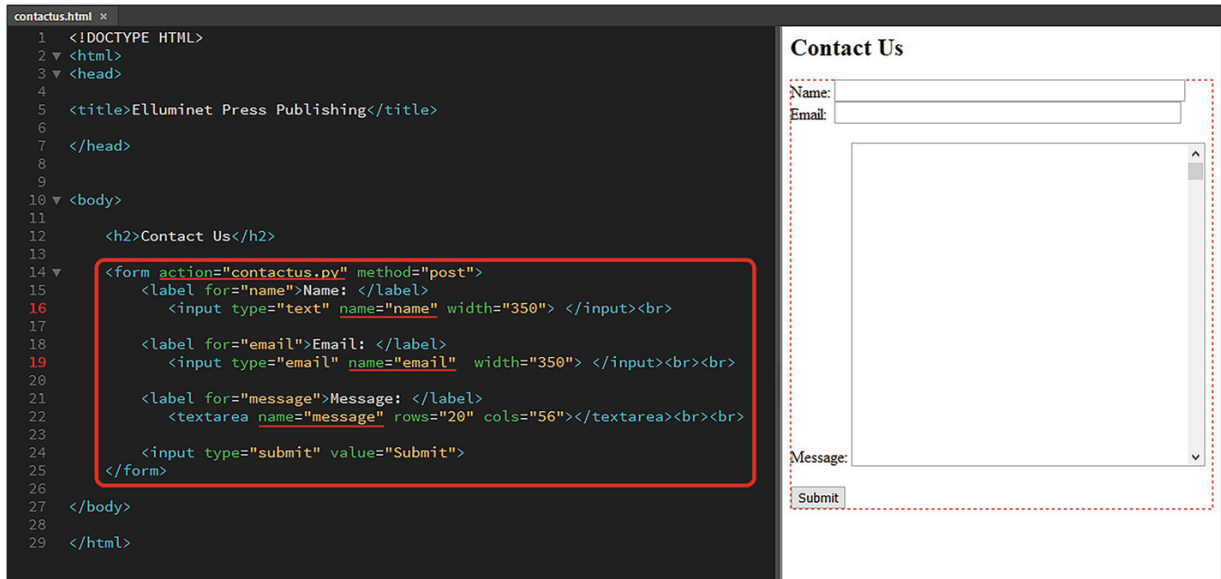 contactus.html ×
1 <!DOCTYPE HTML>
2 ▼ <html>
3 ▼ <head>
4
5 <title>Elluminet Press Publishing</title>
6
7 </head>
8
9
10 ▼ <body>
11
12 <h2>Contact Us</h2>
13
14 ▼ <form action="contactus.py" method="post">
15 <label for="name">Name: </label>
16 <input type="text" name="name" width="350"> </input><br>
17
18 <label for="email">Email: </label>
19 <input type="email" name="email"  width="350"> </input><br><br>
20
21 <label for="message">Message: </label>
22 <textarea name="message" rows="20" cols="56"></textarea><br><br>
23
24 <input type="submit" value="Submit">
25 </form>
26
27 </body>
28
29 </html>
Contact Us
Name:
Email:
Message:
Submit